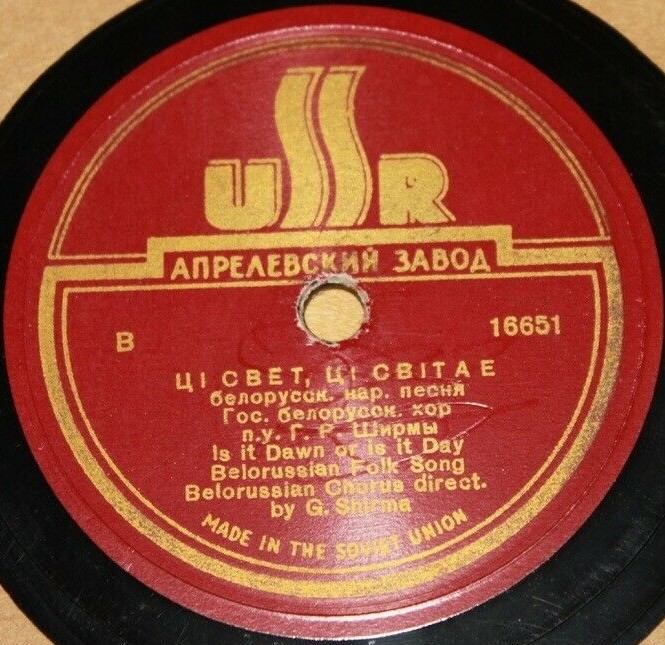 USSR
АПРЕЛЕВСКИЙ ЗАВОД
В 16651
ЦІ СВЕТ, ЦІ СВІТАЕ
белорусск. нар. песня
Гос. белорусск. хор
п.у. Г. Р. Ширмы
Is it Dawn or is it Day
Belorussian Folk Song
Belorussian Chorus direct.
by G. Shirma
MADE IN THE SOVIET UNION